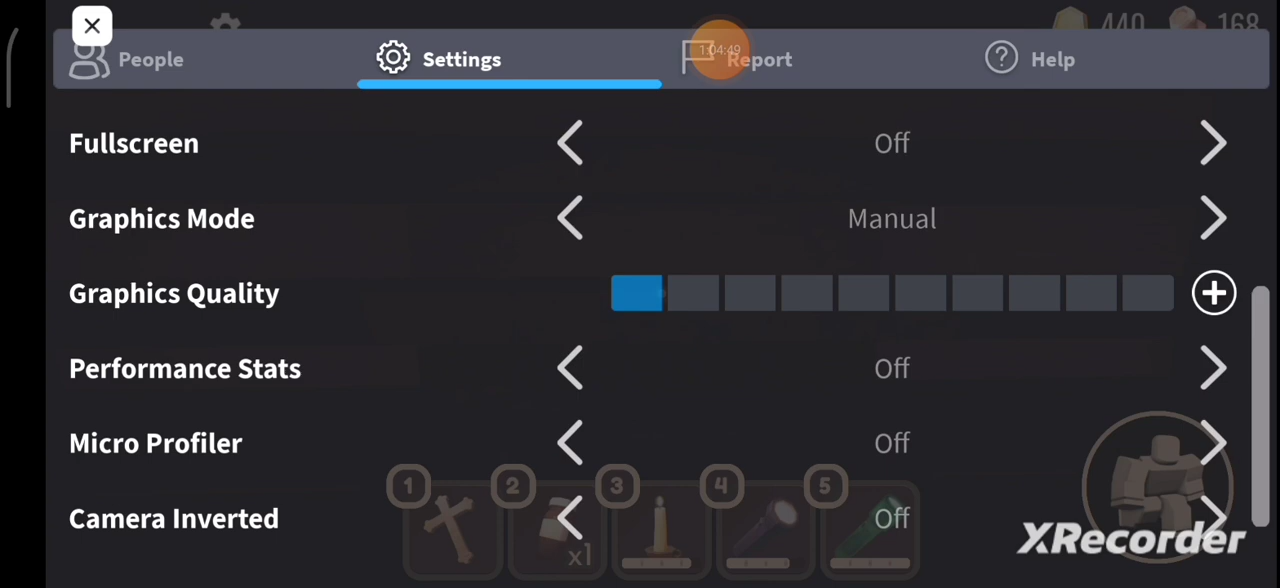 440 168
People Settings 1:04:49 Report Help
Fullscreen Off
Graphics Mode Manual
Graphics Quality
Performance Stats Off
Micro Profiler Off
1 2 3 4 5
Camera Inverted Off
x1
XRecorder